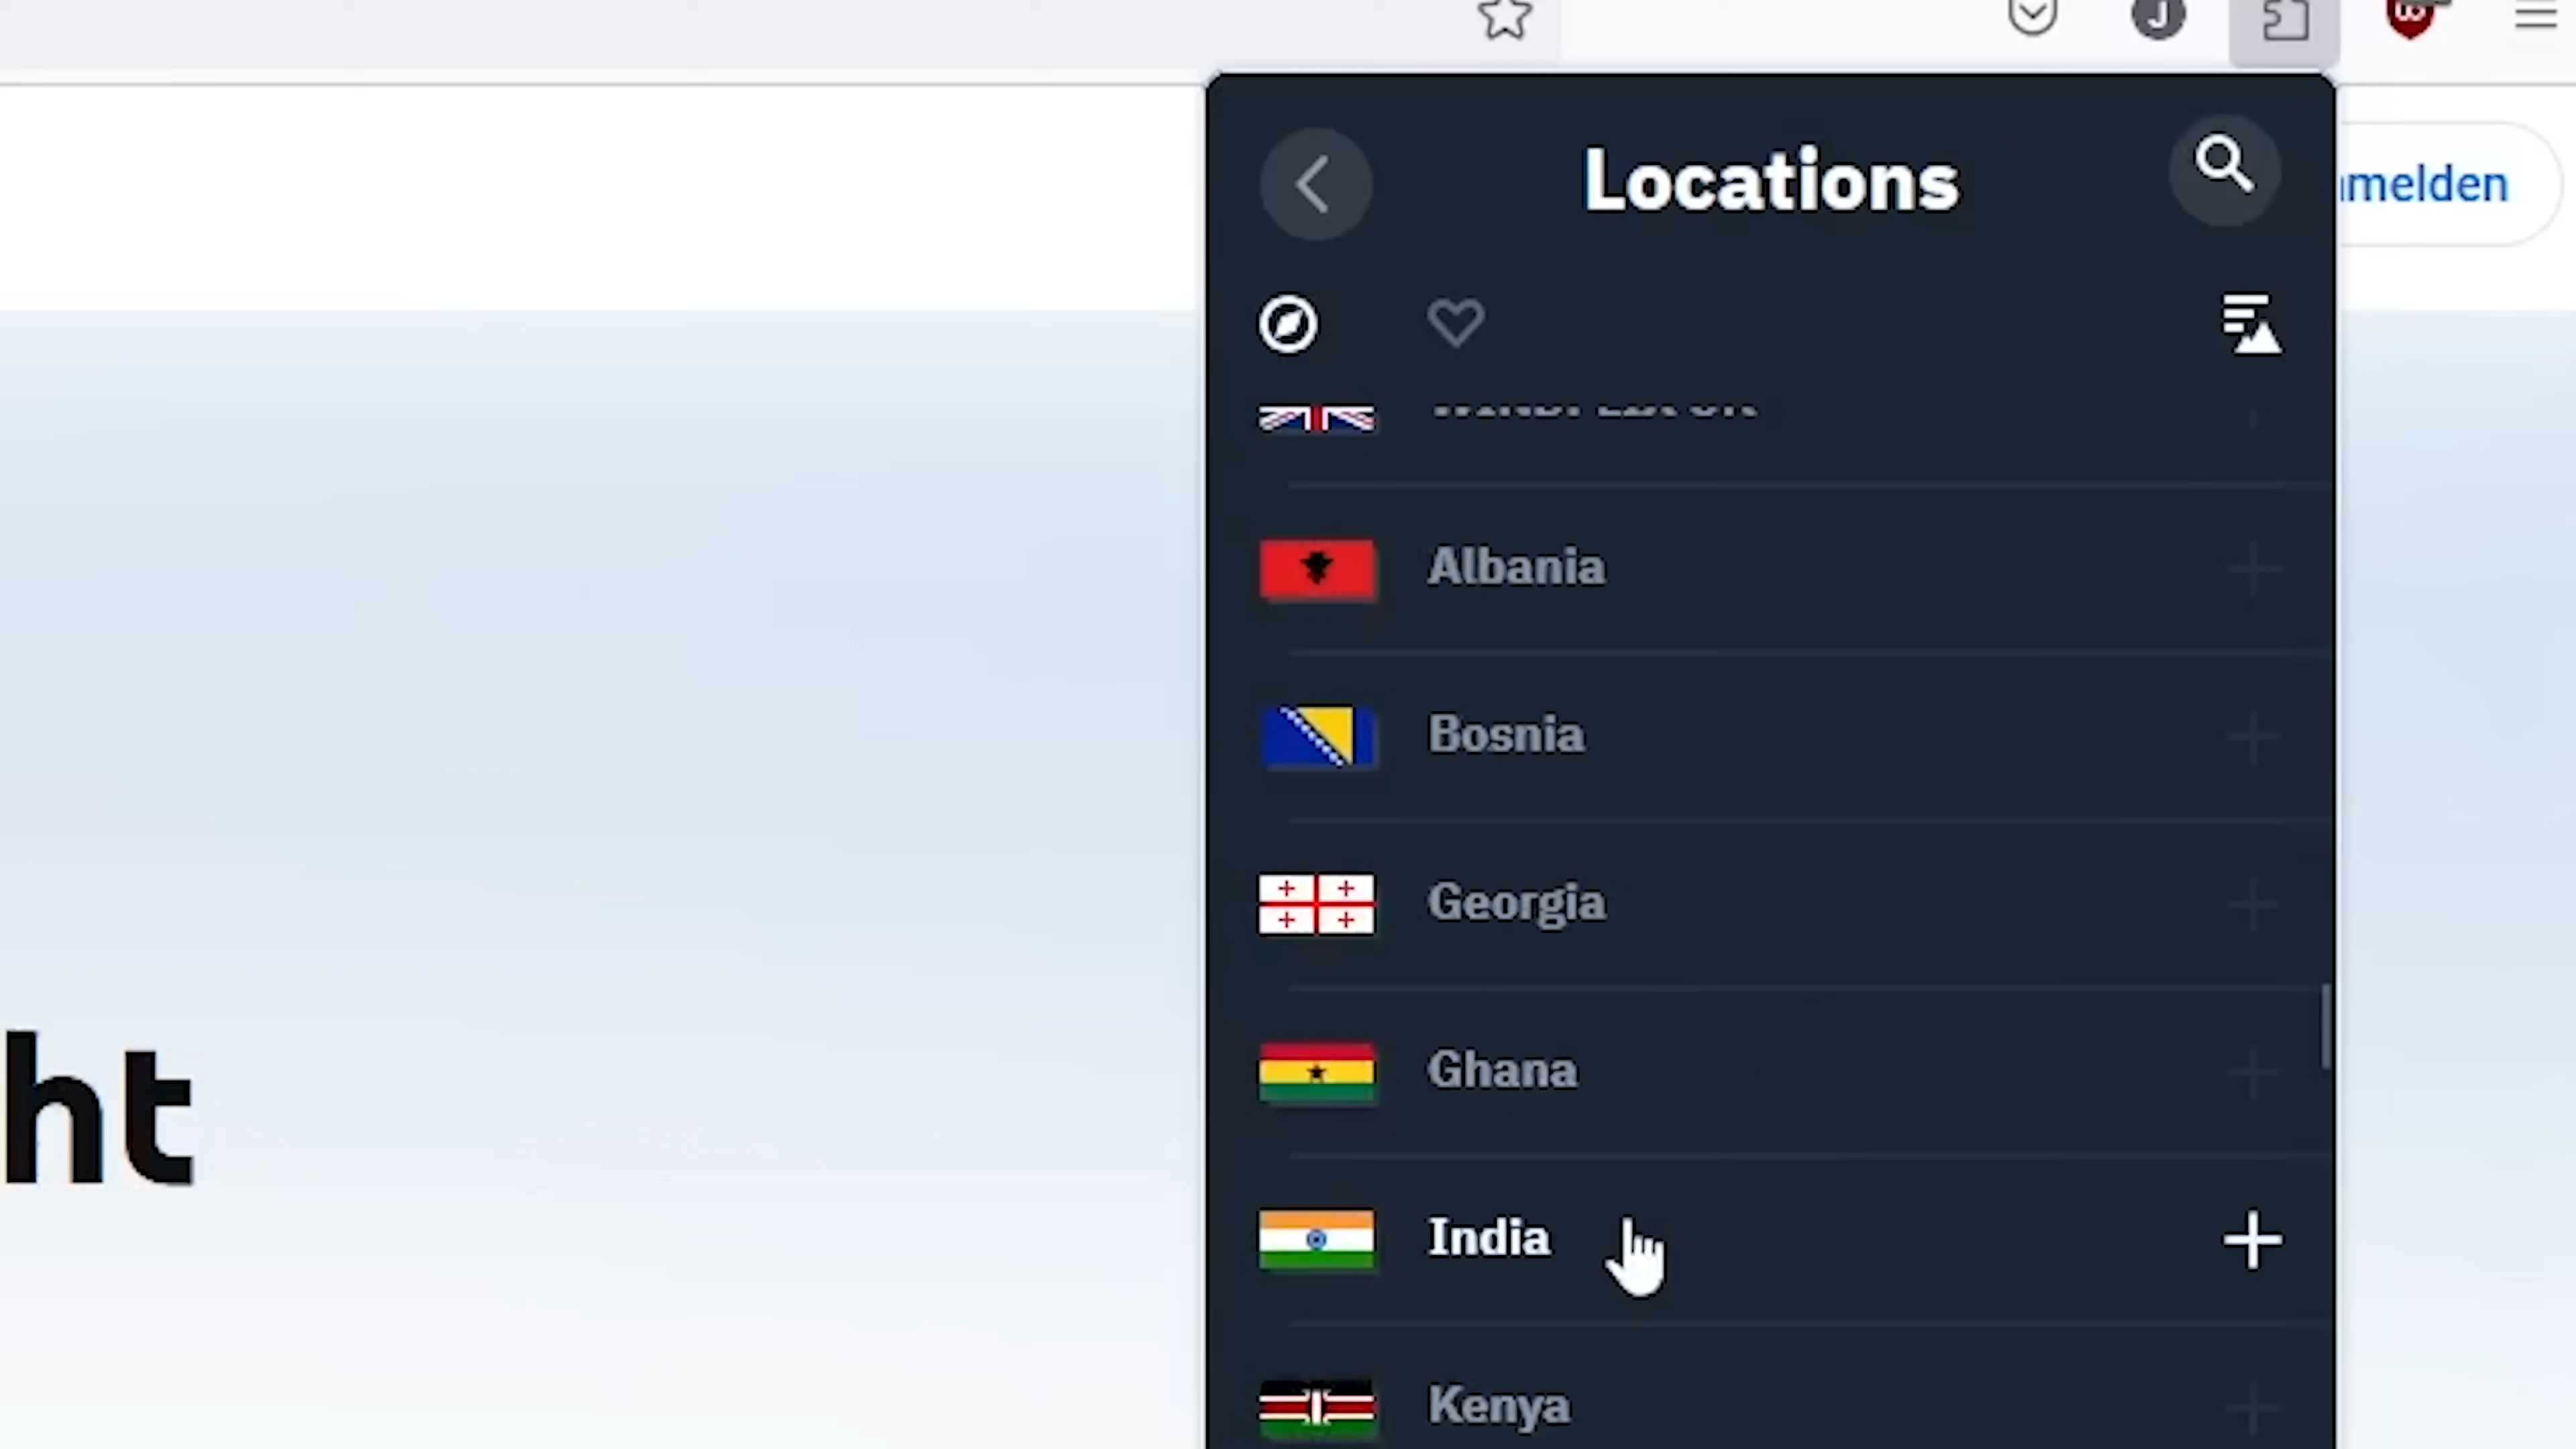 J
Locations
melden
Albania
Bosnia
Georgia
Ghana
ht
India
Kenya